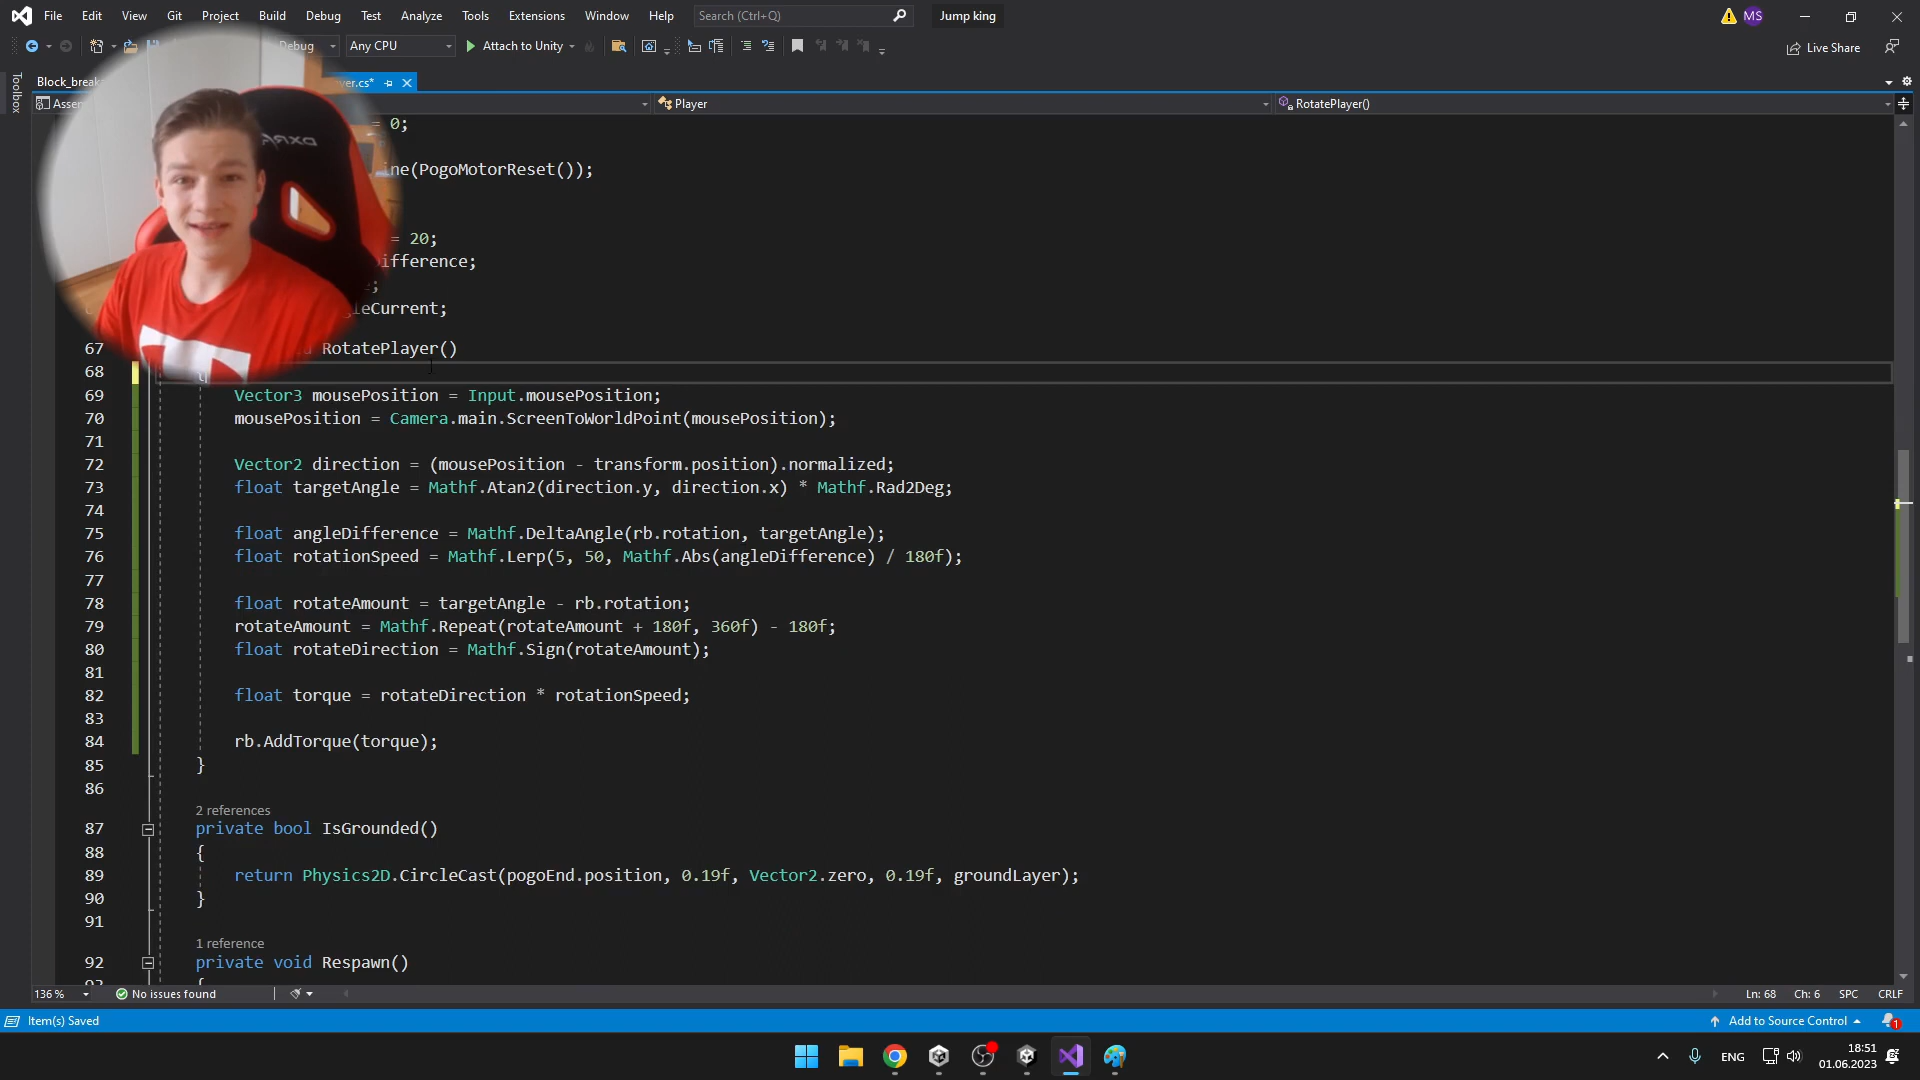 File Edit View Git Project Build Debug Test Analyze Tools Extensions Window Help Search (Ctrl+Q) Jump king MS
Debug Any CPU Attach to Unity Live Share
Toolbox
Block_break ver.cs*
Assem Player RotatePlayer()
= 0;
ine(PogoMotorReset());
= 20;
ifference;
;
gleCurrent;
67 RotatePlayer()
68
69 Vector3 mousePosition = Input.mousePosition;
70 mousePosition = Camera.main.ScreenToWorldPoint(mousePosition);
71
72 Vector2 direction = (mousePosition - transform.position).normalized;
73 float targetAngle = Mathf.Atan2(direction.y, direction.x) * Mathf.Rad2Deg;
74
75 float angleDifference = Mathf.DeltaAngle(rb.rotation, targetAngle);
76 float rotationSpeed = Mathf.Lerp(5, 50, Mathf.Abs(angleDifference) / 180f);
77
78 float rotateAmount = targetAngle - rb.rotation;
79 rotateAmount = Mathf.Repeat(rotateAmount + 180f, 360f) - 180f;
80 float rotateDirection = Mathf.Sign(rotateAmount);
81
82 float torque = rotateDirection * rotationSpeed;
83
84 rb.AddTorque(torque);
85 }
86
2 references
87 private bool IsGrounded()
88 {
89 return Physics2D.CircleCast(pogoEnd.position, 0.19f, Vector2.zero, 0.19f, groundLayer);
90 }
91
1 reference
92 private void Respawn()
136 % No issues found Ln: 68 Ch: 6 SPC CRLF
Item(s) Saved Add to Source Control 1
ENG 18:51
01.06.2023